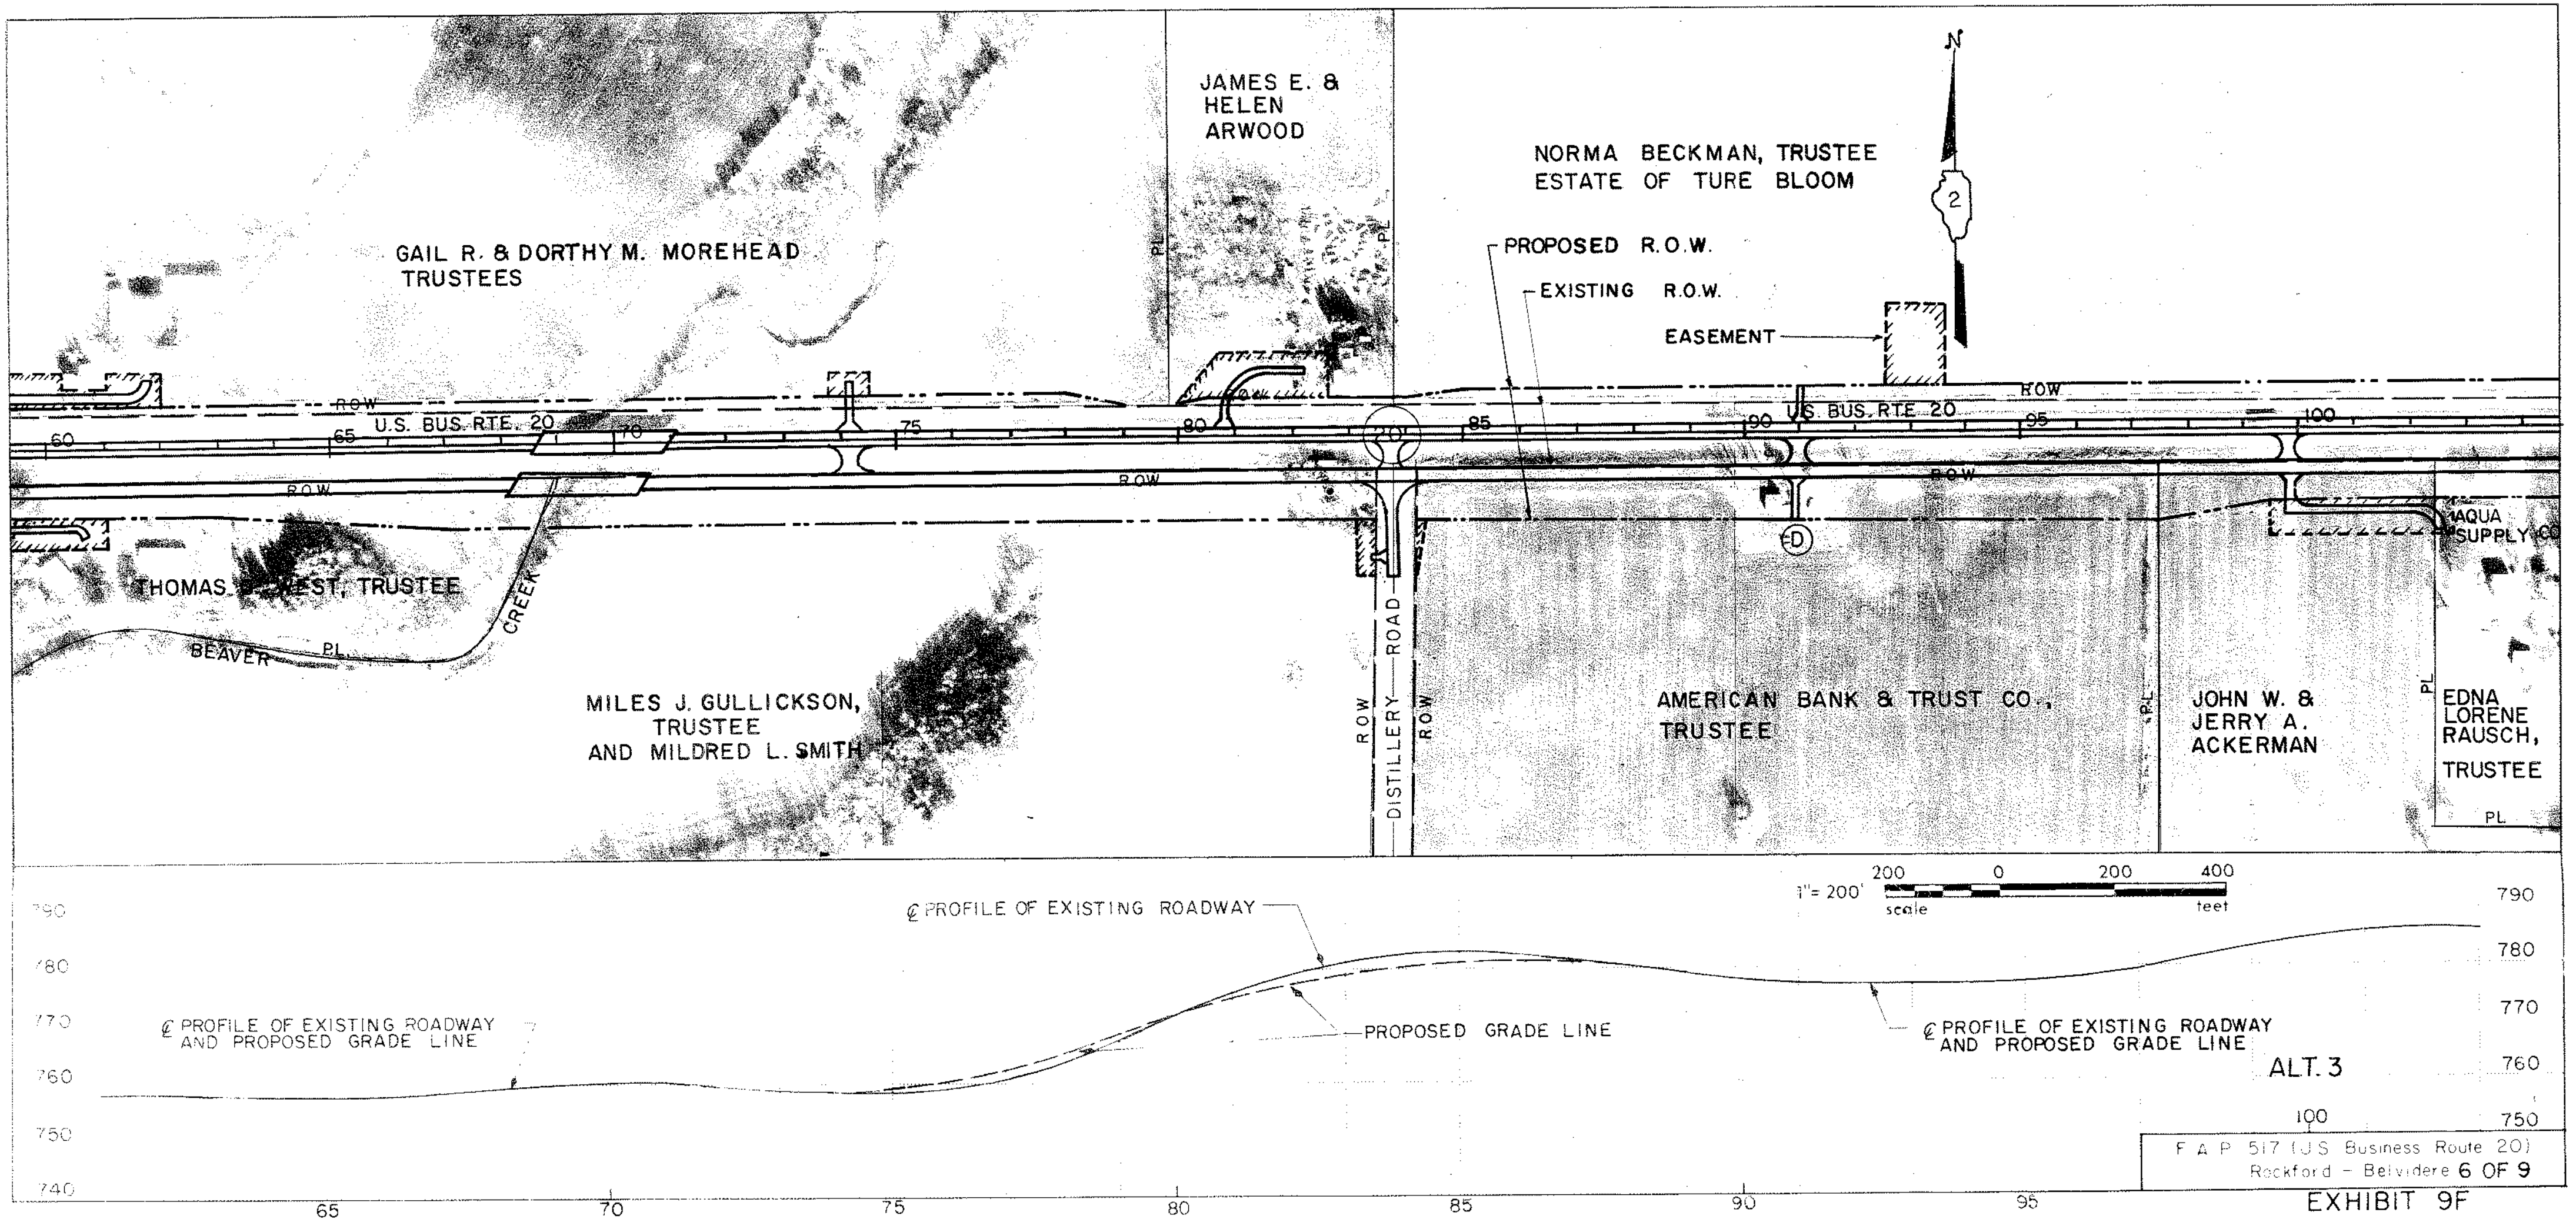 JAMES E. &
HELEN
ARWOOD
N
NORMA BECKMAN, TRUSTEE
ESTATE OF TURE BLOOM
2
GAIL R. & DORTHY M. MOREHEAD
TRUSTEES
PL
PL
PROPOSED R.O.W.
EXISTING R.O.W.
EASEMENT
ROW
ROW
U.S. BUS. RTE. 20
U.S. BUS. RTE. 20
60
65
70
75
80
85
90
95
100
ROW
ROW
ROW
AQUA
SUPPLY CO
D
THOMAS WEST, TRUSTEE
BEAVER
PL
CREEK
MILES J. GULLICKSON,
TRUSTEE
AND MILDRED L. SMITH
ROW
DISTILLERY ROAD
ROW
AMERICAN BANK & TRUST CO.,
TRUSTEE
PL
JOHN W. &
JERRY A.
ACKERMAN
PL
EDNA
LORENE
RAUSCH,
TRUSTEE
PL
200 0 200 400
1"= 200'
scale feet
790
780
770
760
750
740
790
780
770
760
750
℄ PROFILE OF EXISTING ROADWAY
℄ PROFILE OF EXISTING ROADWAY
AND PROPOSED GRADE LINE
PROPOSED GRADE LINE
℄ PROFILE OF EXISTING ROADWAY
AND PROPOSED GRADE LINE
ALT. 3
100
F A P 517 (US Business Route 20)
Rockford - Belvidere 6 OF 9
65 70 75 80 85 90 95
EXHIBIT 9F